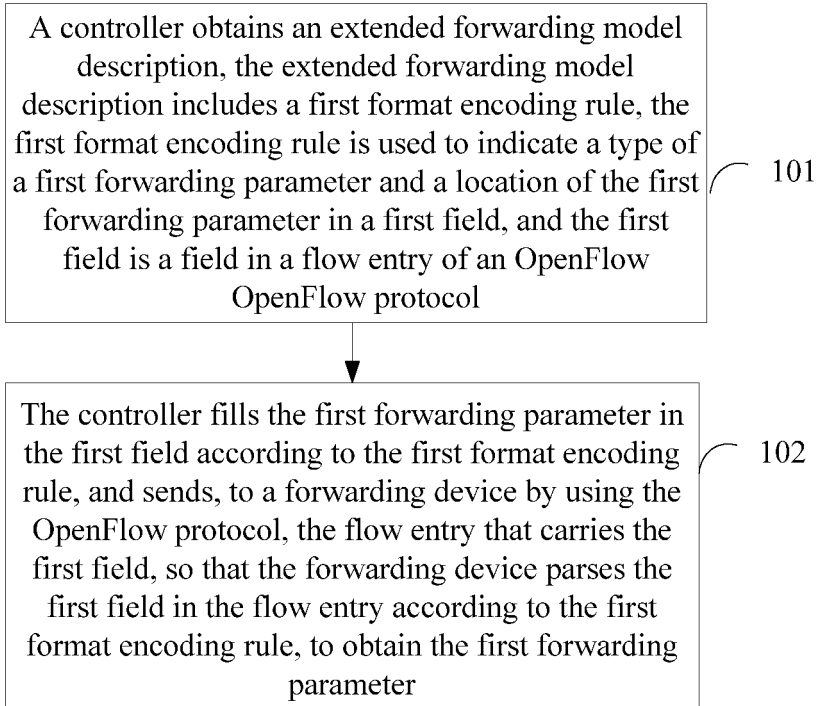 A controller obtains an extended forwarding model
description, the extended forwarding model
description includes a first format encoding rule, the
first format encoding rule is used to indicate a type of
a first forwarding parameter and a location of the first
forwarding parameter in a first field, and the first
field is a field in a flow entry of an OpenFlow
OpenFlow protocol
101
The controller fills the first forwarding parameter in
the first field according to the first format encoding
rule, and sends, to a forwarding device by using the
OpenFlow protocol, the flow entry that carries the
first field, so that the forwarding device parses the
first field in the flow entry according to the first
format encoding rule, to obtain the first forwarding
parameter
102